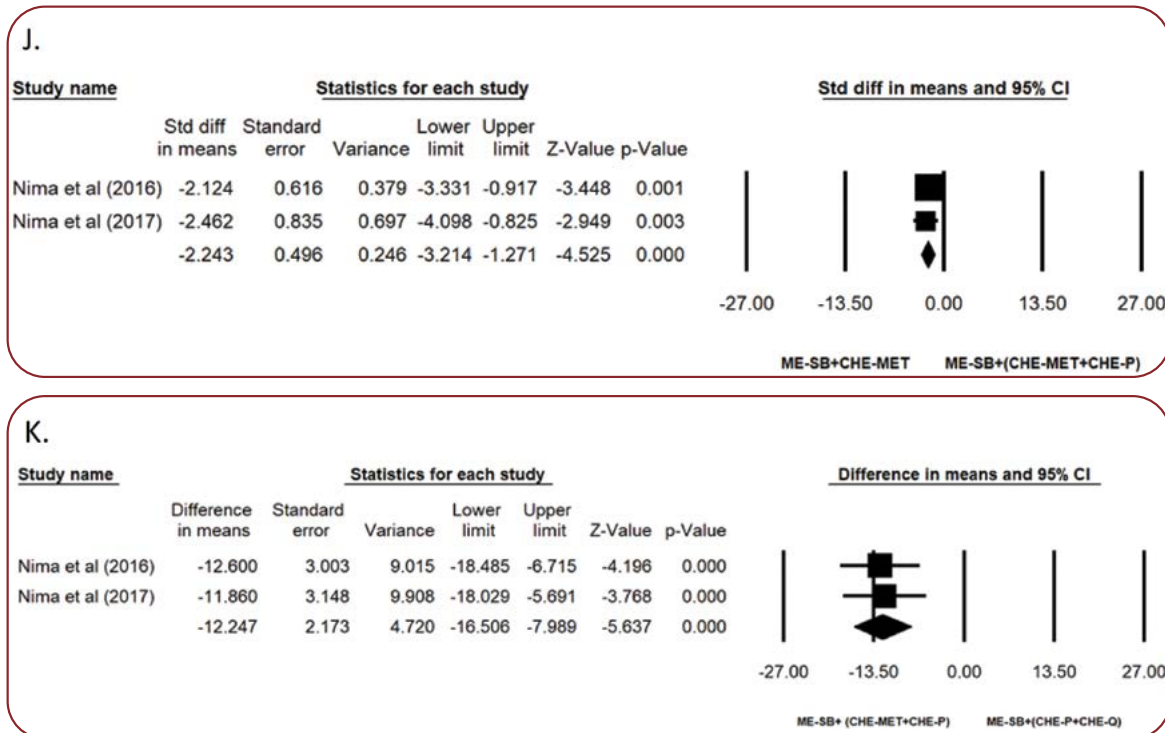 J.
Study name Statistics for each study Std diff in means and 95% CI
Std diff Standard Lower Upper
in means error Variance limit limit Z-Value p-Value
Nima et al (2016) -2.124 0.616 0.379 -3.331 -0.917 -3.448 0.001
Nima et al (2017) -2.462 0.835 0.697 -4.098 -0.825 -2.949 0.003
-2.243 0.496 0.246 -3.214 -1.271 -4.525 0.000
-27.00 -13.50 0.00 13.50 27.00
ME-SB+CHE-MET ME-SB+(CHE-MET+CHE-P)
K.
Study name Statistics for each study Difference in means and 95% CI
Difference Standard Lower Upper
in means error Variance limit limit Z-Value p-Value
Nima et al (2016) -12.600 3.003 9.015 -18.485 -6.715 -4.196 0.000
Nima et al (2017) -11.860 3.148 9.908 -18.029 -5.691 -3.768 0.000
-12.247 2.173 4.720 -16.506 -7.989 -5.637 0.000
-27.00 -13.50 0.00 13.50 27.00
ME-SB+ (CHE-MET+CHE-P) ME-SB+(CHE-P+CHE-Q)